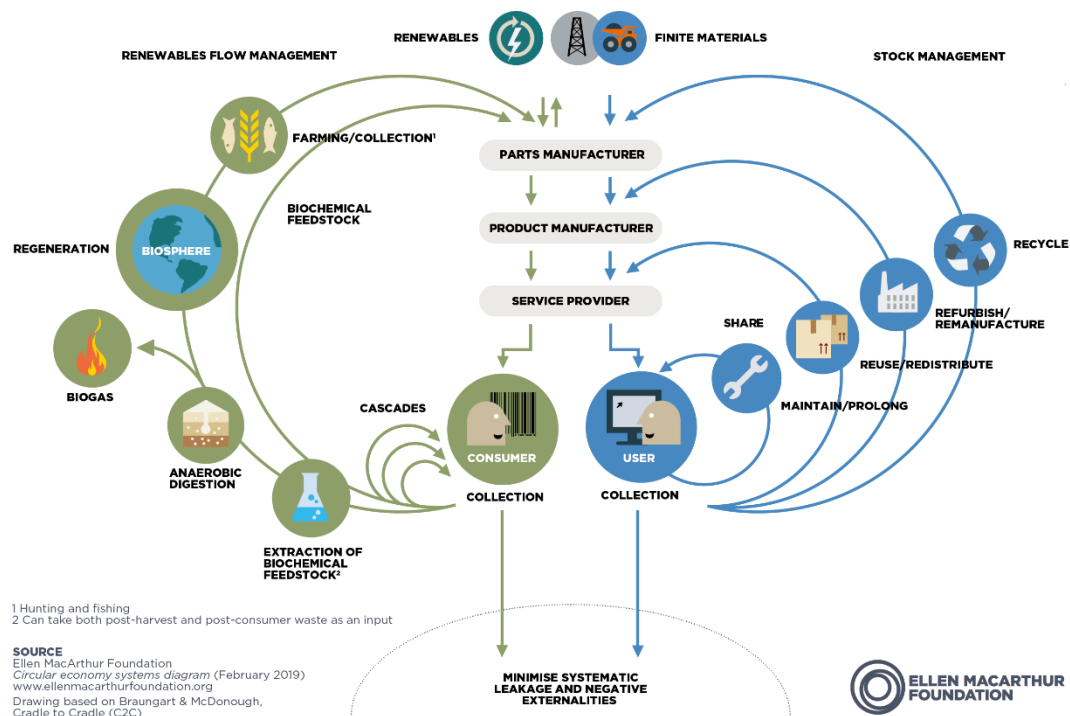 RENEWABLES
FINITE MATERIALS
RENEWABLES FLOW MANAGEMENT
STOCK MANAGEMENT
FARMING/COLLECTION¹
PARTS MANUFACTURER
BIOCHEMICAL
FEEDSTOCK
PRODUCT MANUFACTURER
REGENERATION
BIOSPHERE
RECYCLE
SERVICE PROVIDER
SHARE
REFURBISH/
REMANUFACTURE
REUSE/REDISTRIBUTE
BIOGAS
CASCADES
MAINTAIN/PROLONG
CONSUMER
USER
ANAEROBIC
DIGESTION
COLLECTION
COLLECTION
EXTRACTION OF
BIOCHEMICAL
FEEDSTOCK²
1 Hunting and fishing
2 Can take both post-harvest and post-consumer waste as an input
SOURCE
Ellen MacArthur Foundation
Circular economy systems diagram (February 2019)
www.ellenmacarthurfoundation.org
Drawing based on Braungart & McDonough,
Cradle to Cradle (C2C)
MINIMISE SYSTEMATIC
LEAKAGE AND NEGATIVE
EXTERNALITIES
ELLEN MACARTHUR
FOUNDATION